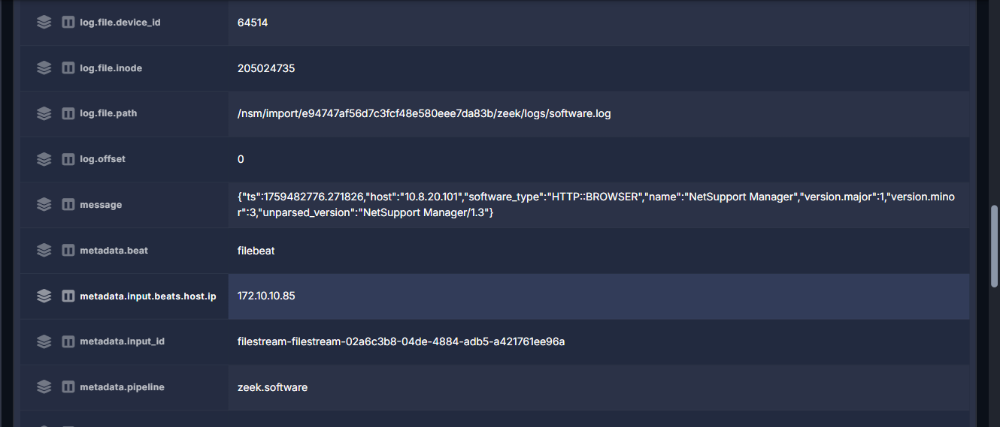 log.file.device_id 64514
log.file.inode 205024735
log.file.path /nsm/import/e94747af56d7c3fcf48e580eee7da83b/zeek/logs/software.log
log.offset 0
message {"ts":1759482776.271826,"host":"10.8.20.101","software_type":"HTTP::BROWSER","name":"NetSupport Manager","version.major":1,"version.mino
r":3,"unparsed_version":"NetSupport Manager/1.3"}
metadata.beat filebeat
metadata.input.beats.host.ip 172.10.10.85
metadata.input_id filestream-filestream-02a6c3b8-04de-4884-adb5-a421761ee96a
metadata.pipeline zeek.software